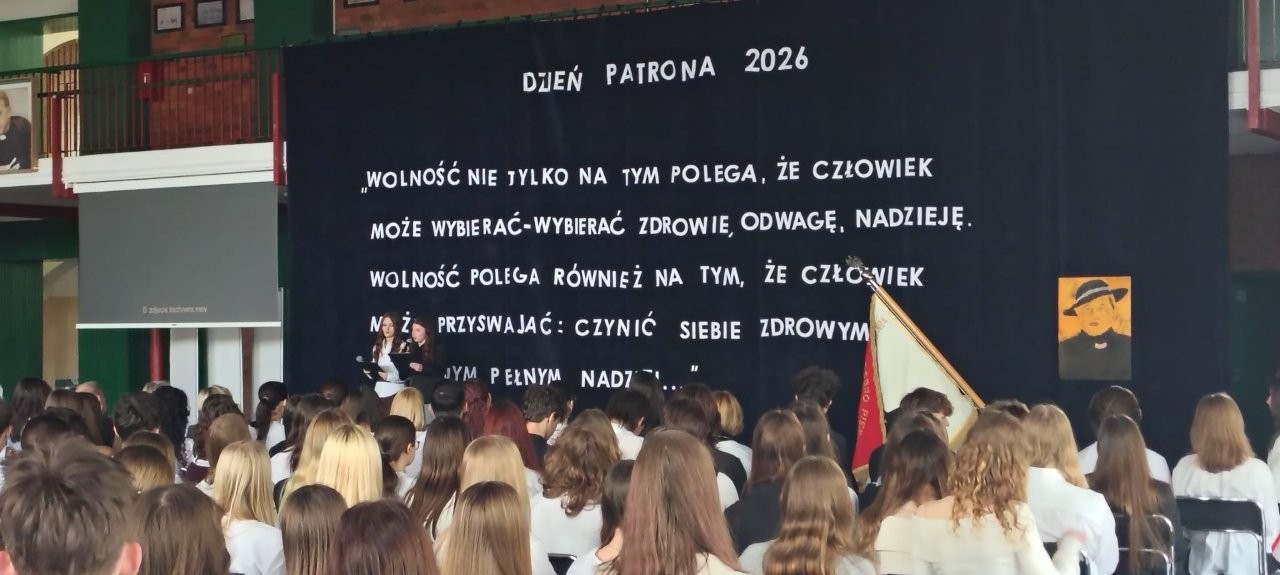 DZIEŃ PATRONA 2026
„WOLNOŚĆ NIE TYLKO NA TYM POLEGA, ŻE CZŁOWIEK
MOŻE WYBIERAĆ-WYBIERAĆ ZDROWIE, ODWAGĘ, NADZIEJĘ.
WOLNOŚĆ POLEGA RÓWNIEŻ NA TYM, ŻE CZŁOWIEK
PRZYSWAJAĆ: CZYNIĆ SIEBIE ZDROWYM
PEŁNYM